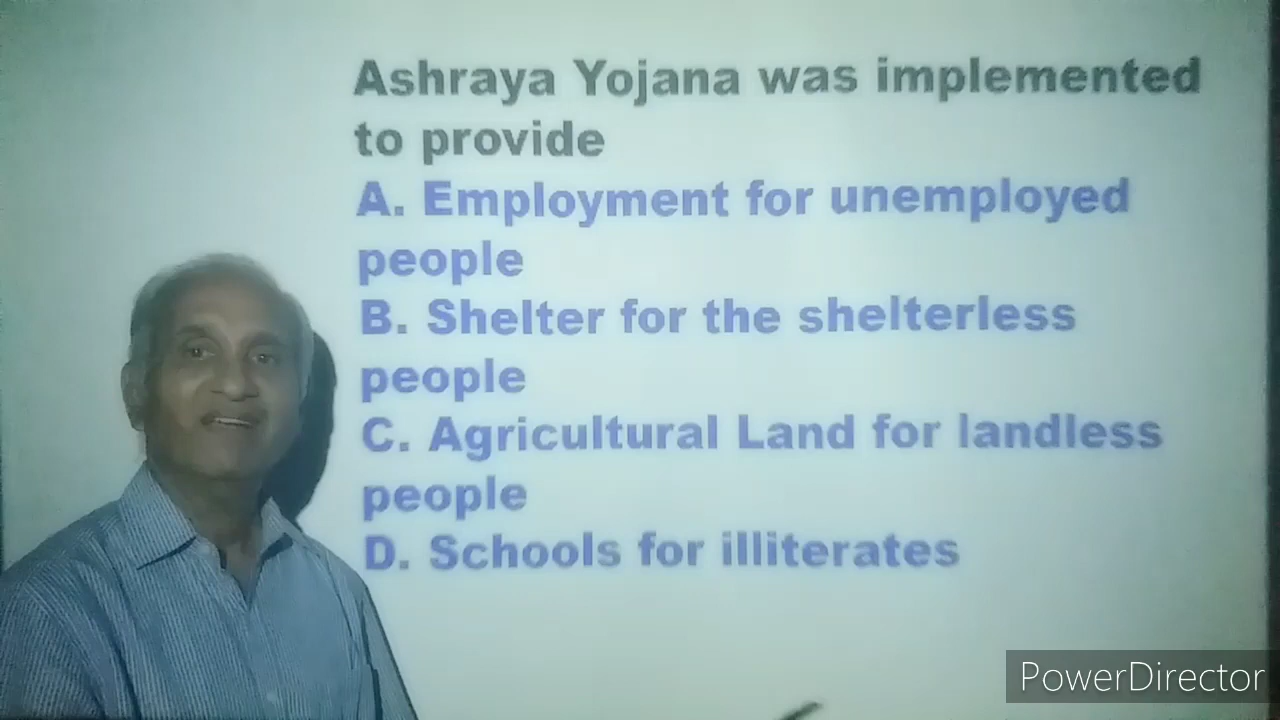 Ashraya Yojana was implemented
to provide
A. Employment for unemployed
people
B. Shelter for the shelterless
people
C. Agricultural Land for landless
people
D. Schools for illiterates
PowerDirector